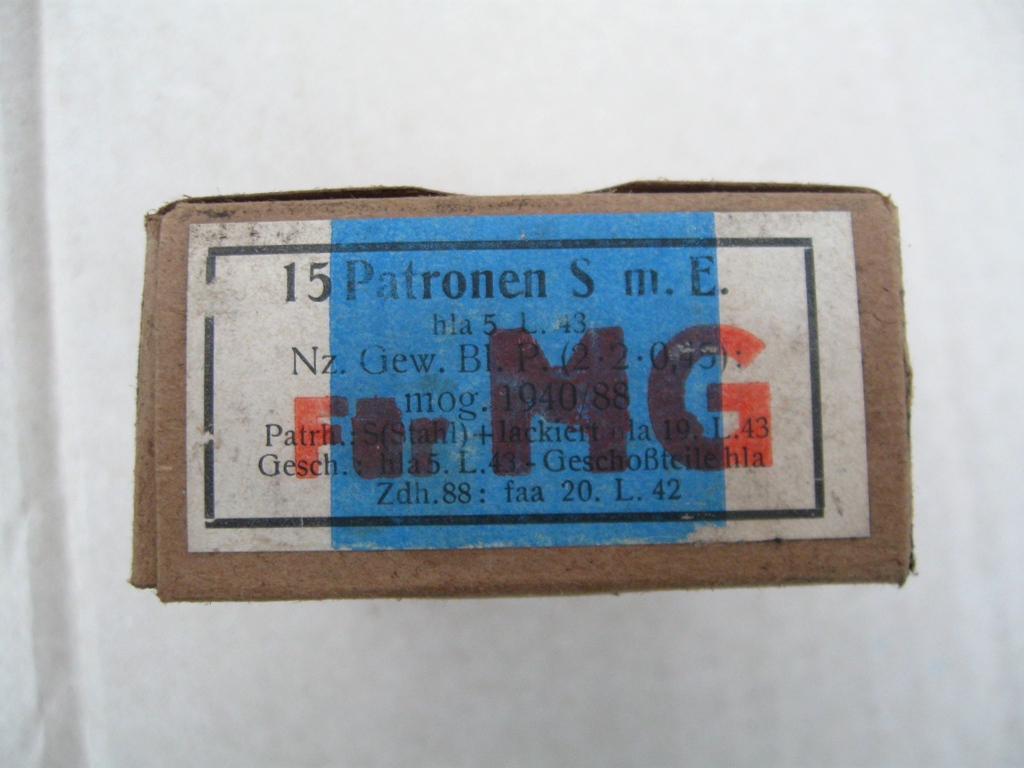 15 Patronen S m. E.
hla 5. L. 43
Nz. Gew. Bl. P. (2·2·0,45):
mog. 1940/88
Für MG
Patrh.: S(Stahl)+lackiert hla 19. L.43
Gesch.: hla 5. L.43 - Geschoßteile hla
Zdh.88: faa 20. L. 42